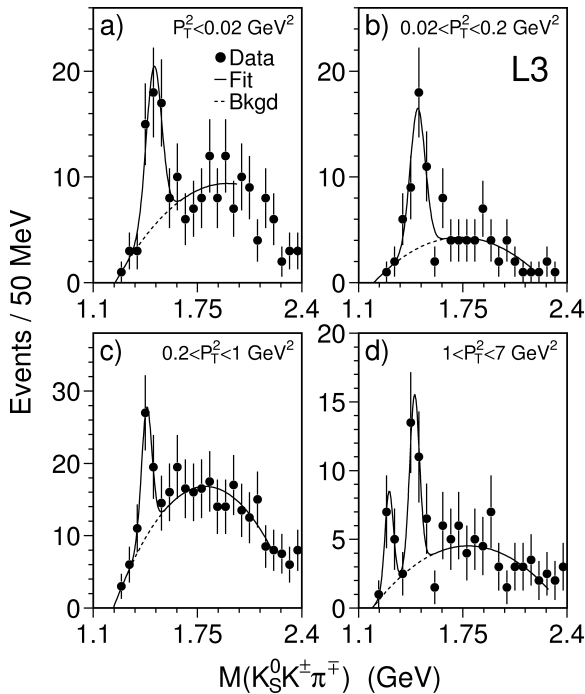 a)
P_T^2<0.02 GeV^2
Data
Fit
Bkgd
20
10
0
1.1
1.75
2.4
b)
0.02<P_T^2<0.2 GeV^2
L3
20
10
0
1.1
1.75
2.4
c)
0.2<P_T^2<1 GeV^2
30
20
10
0
1.1
1.75
2.4
d)
1<P_T^2<7 GeV^2
20
15
10
5
0
1.1
1.75
2.4
Events / 50 MeV
M(K_S^0K^±π^∓) (GeV)